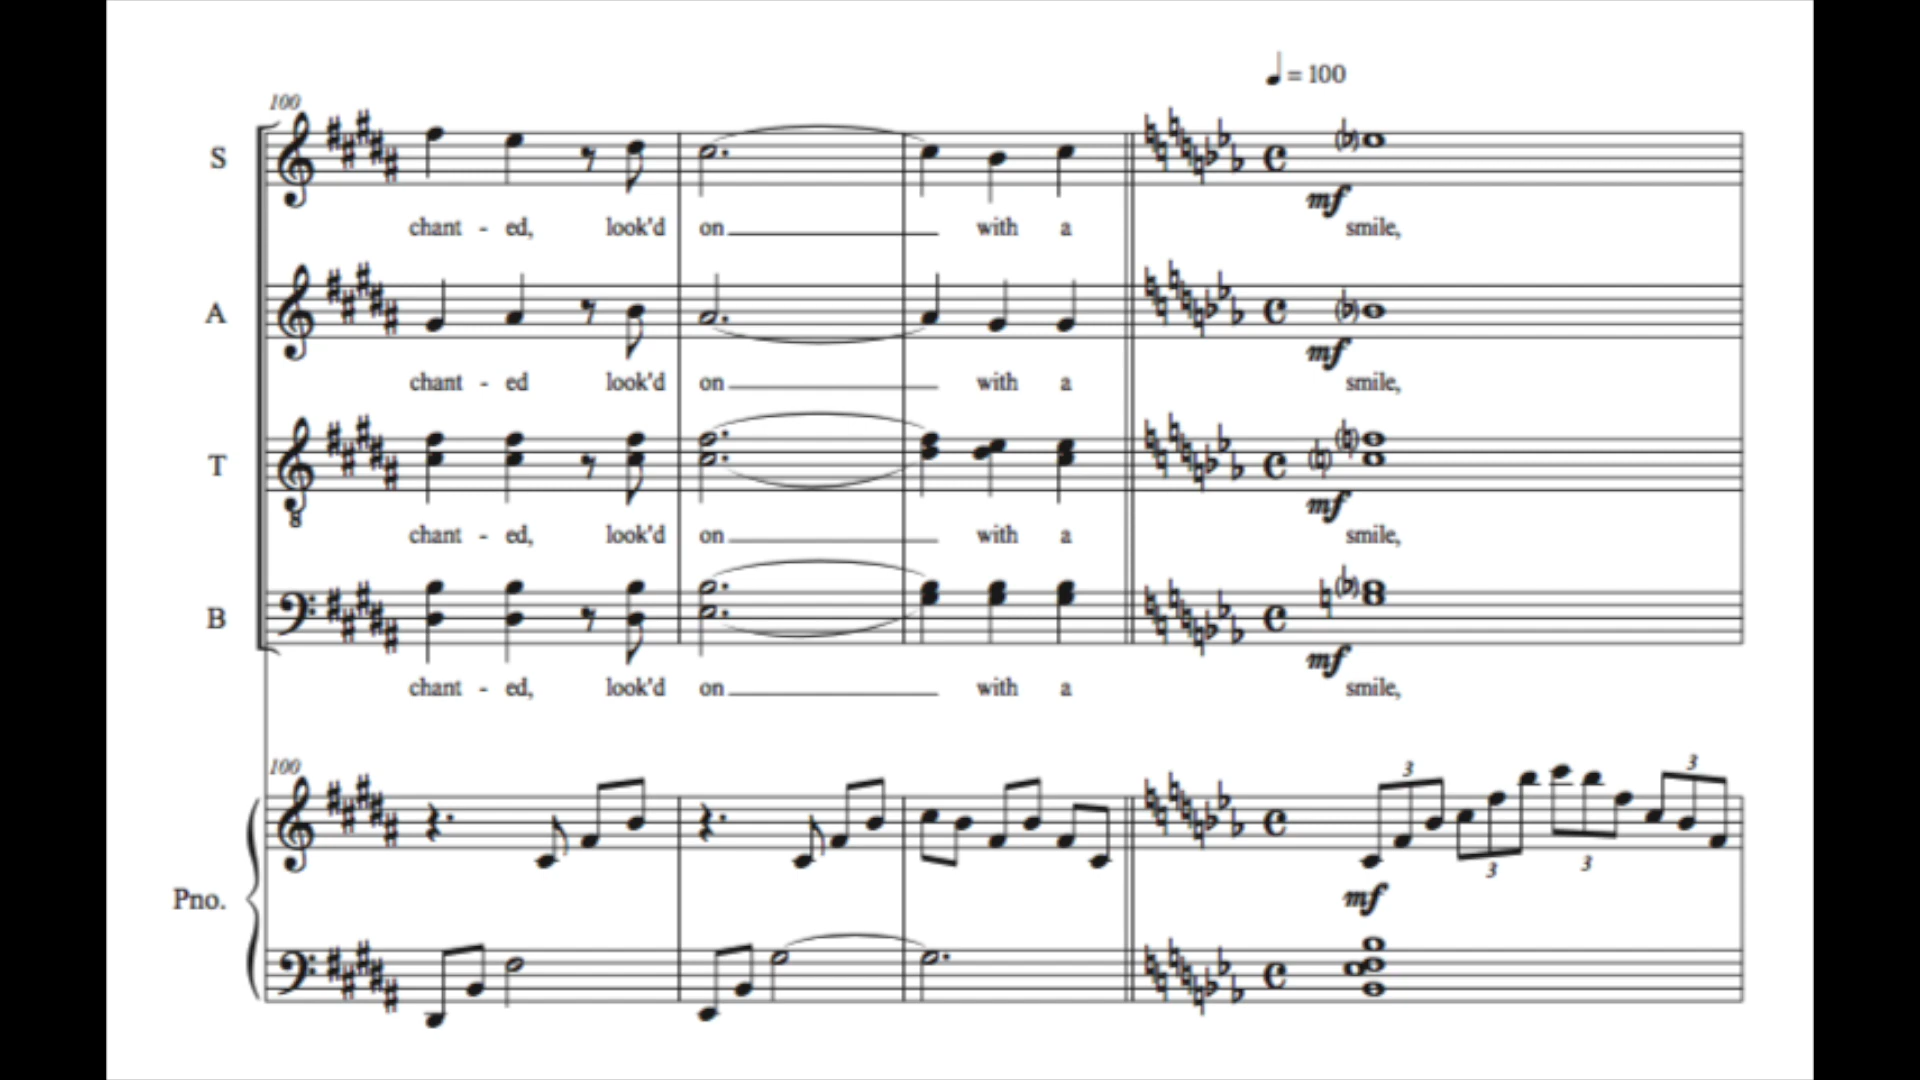 ♩ = 100
100
S
chant - ed, look'd on with a smile,
mf
A
chant - ed look'd on with a smile,
mf
T
8
chant - ed, look'd on with a smile,
mf
B
chant - ed, look'd on with a smile,
mf
100
3 3 3 3
Pno.
mf